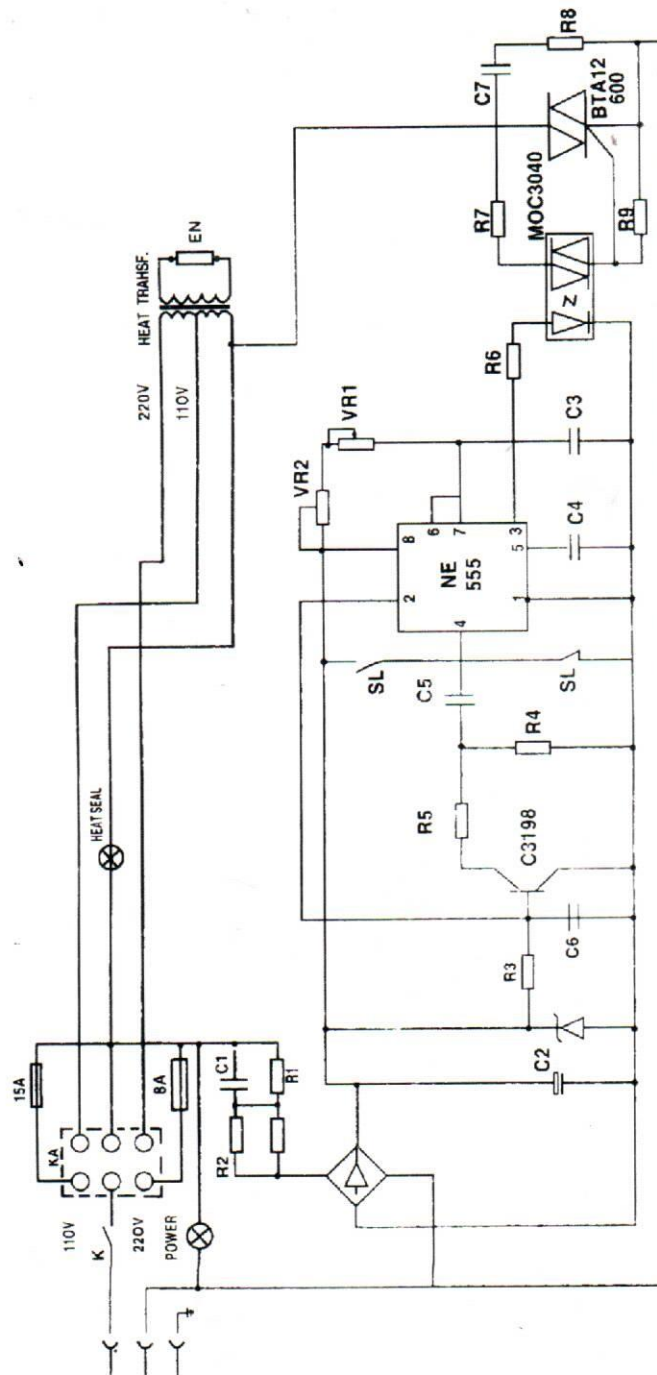 110V
K
220V
POWER
15A
KA
8A
C1
R2
R1
HEAT SEAL
220V
110V
HEAT TRAHSF.
EN
C2
R3
C6
C3198
R5
R4
C5
SL
SL
NE
555
2
4
1
8
6
7
5
3
VR2
VR1
C4
C3
R6
Z
MOC3040
R7
R9
C7
R8
BTA12
600